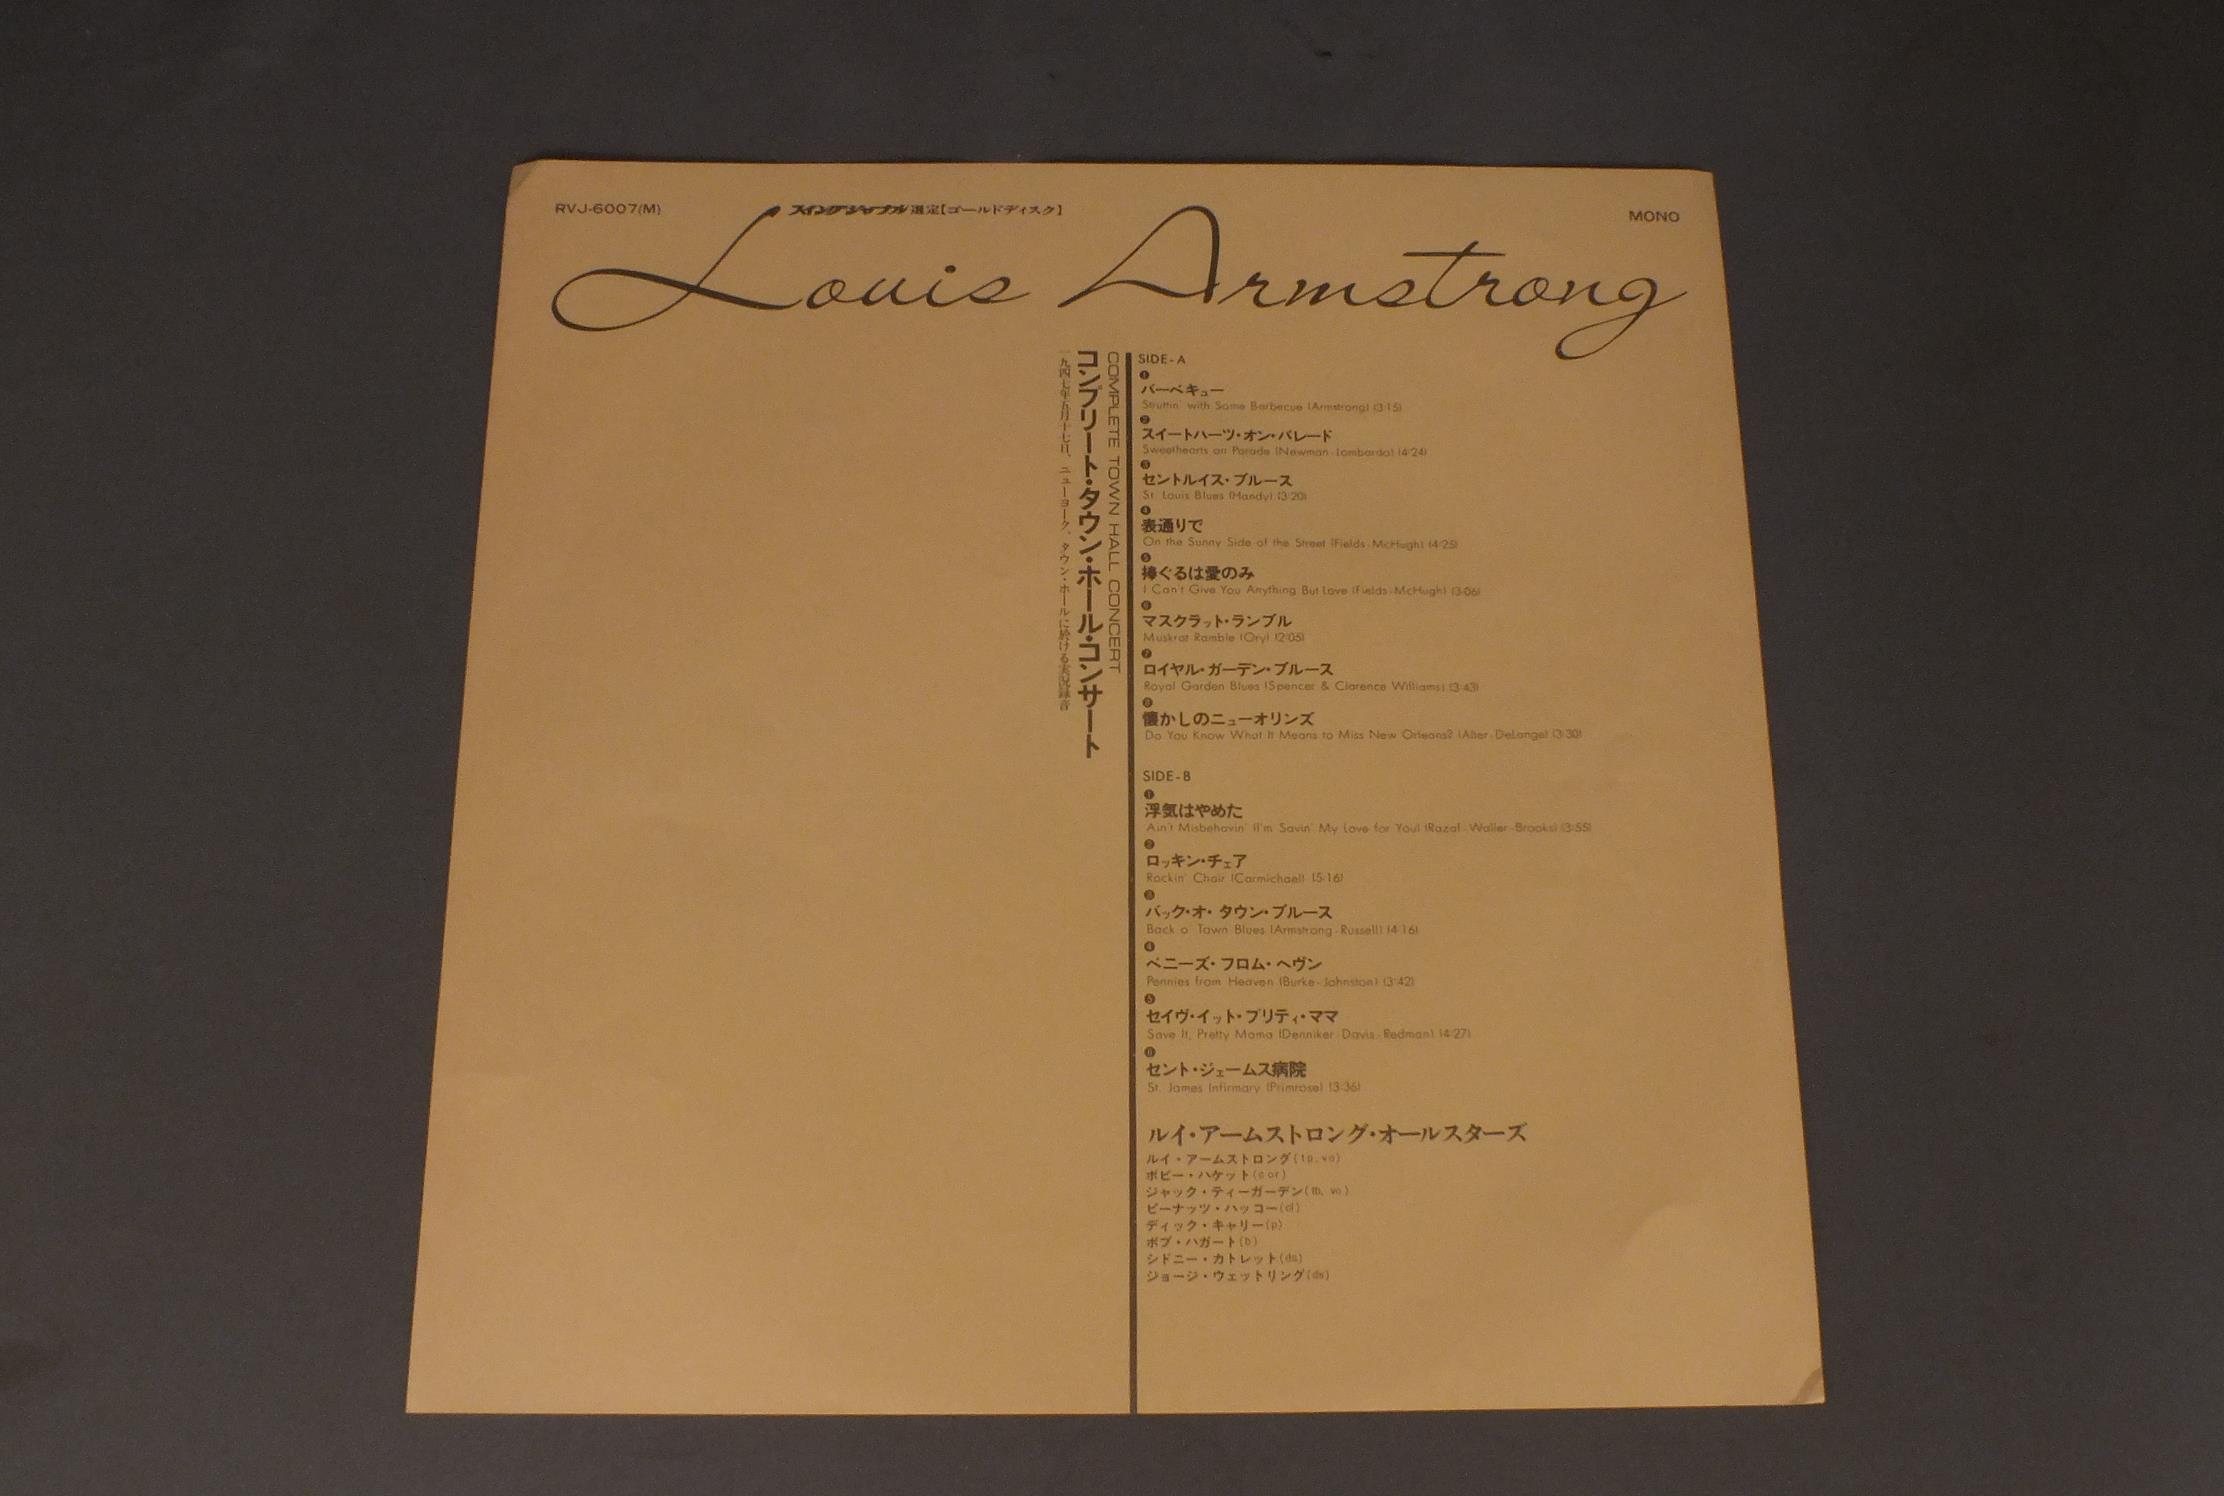 RVJ-6007(M)
スイングジャーナル選定【ゴールドディスク】
MONO
Louis Armstrong
COMPLETE TOWN HALL CONCERT
コンプリート・タウン・ホール・コンサート
一九四七年五月十七日、ニューヨーク、タウン・ホールに於ける実況録音
SIDE-A
❶
バーベキュー
Struttin' with Some Barbecue (Armstrong) (3:15)
❷
スイートハーツ・オン・パレード
Sweethearts on Parade (Newman-Lombardo) (4:24)
❸
セントルイス・ブルース
St. Louis Blues (Handy) (3:20)
❹
表通りで
On the Sunny Side of the Street (Fields-McHugh) (4:25)
❺
捧ぐるは愛のみ
I Can't Give You Anything But Love (Fields-McHugh) (3:06)
❻
マスクラット・ランブル
Muskrat Ramble (Ory) (2:05)
❼
ロイヤル・ガーデン・ブルース
Royal Garden Blues (Spencer & Clarence Williams) (3:43)
❽
懐かしのニューオリンズ
Do You Know What It Means to Miss New Orleans? (Alter-DeLange) (3:30)
SIDE-B
❶
浮気はやめた
Ain't Misbehavin' (I'm Savin' My Love for You) (Razaf-Waller-Brooks) (3:55)
❷
ロッキン・チェア
Rockin' Chair (Carmichael) (5:16)
❸
バック・オ・タウン・ブルース
Back o' Town Blues (Armstrong-Russell) (4:16)
❹
ペニーズ・フロム・ヘヴン
Pennies from Heaven (Burke-Johnston) (3:42)
❺
セイヴ・イット・プリティ・ママ
Save It, Pretty Mama (Denniker-Davis-Redman) (4:27)
❻
セント・ジェームス病院
St. James Infirmary (Primrose) (3:36)
ルイ・アームストロング・オールスターズ
ルイ・アームストロング(tp, vo)
ボビー・ハケット(cor)
ジャック・ティーガーデン(tb, vo)
ピーナッツ・ハッコー(cl)
ディック・キャリー(p)
ボブ・ハガート(b)
シドニー・カトレット(ds)
ジョージ・ウェットリング(ds)